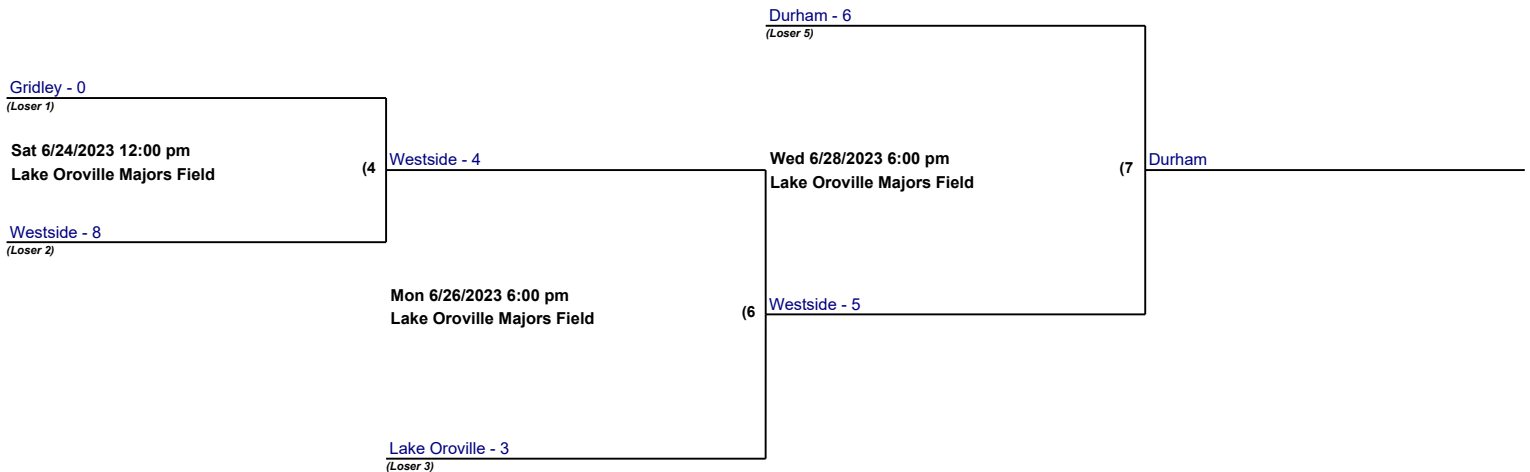 Durham - 6
(Loser 5)
Gridley - 0
(Loser 1)
Sat 6/24/2023 12:00 pm
Lake Oroville Majors Field
(4
Westside - 4
Wed 6/28/2023 6:00 pm
Lake Oroville Majors Field
(7
Durham
Westside - 8
(Loser 2)
Mon 6/26/2023 6:00 pm
Lake Oroville Majors Field
(6
Westside - 5
Lake Oroville - 3
(Loser 3)